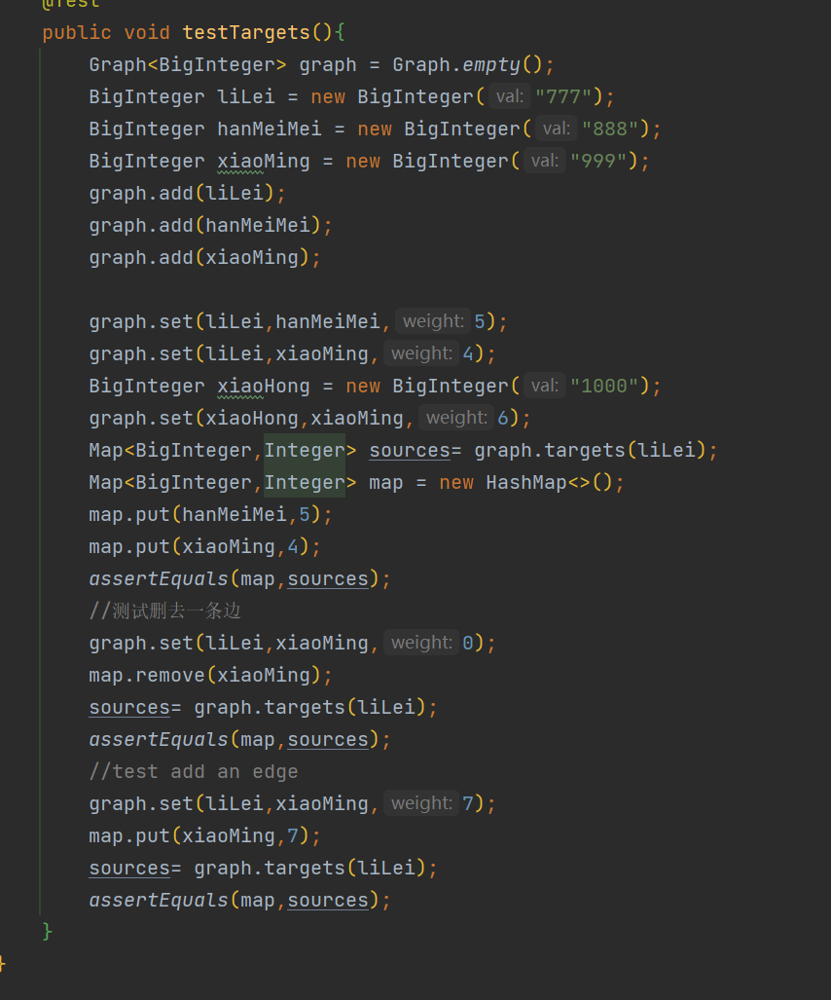 @Test
public void testTargets(){
Graph<BigInteger> graph = Graph.empty();
BigInteger liLei = new BigInteger( val: "777");
BigInteger hanMeiMei = new BigInteger( val: "888");
BigInteger xiaoMing = new BigInteger( val: "999");
graph.add(liLei);
graph.add(hanMeiMei);
graph.add(xiaoMing);
graph.set(liLei,hanMeiMei, weight: 5);
graph.set(liLei,xiaoMing, weight: 4);
BigInteger xiaoHong = new BigInteger( val: "1000");
graph.set(xiaoHong,xiaoMing, weight: 6);
Map<BigInteger,Integer> sources= graph.targets(liLei);
Map<BigInteger,Integer> map = new HashMap<>();
map.put(hanMeiMei,5);
map.put(xiaoMing,4);
assertEquals(map,sources);
//测试删去一条边
graph.set(liLei,xiaoMing, weight: 0);
map.remove(xiaoMing);
sources= graph.targets(liLei);
assertEquals(map,sources);
//test add an edge
graph.set(liLei,xiaoMing, weight: 7);
map.put(xiaoMing,7);
sources= graph.targets(liLei);
assertEquals(map,sources);
}
}